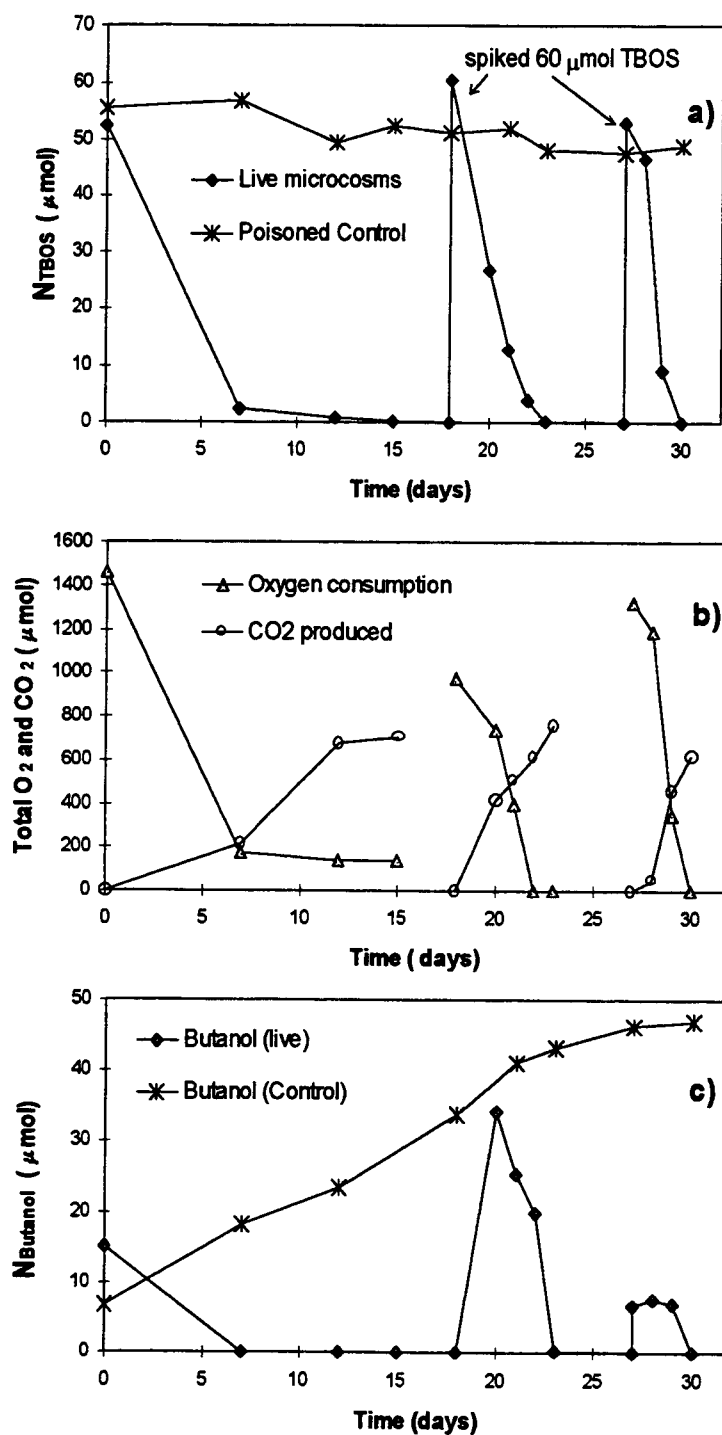 70
60
50
40
30
20
10
0
N_TBOS ( μmol)
spiked 60 μmol TBOS
a)
Live microcosms
Poisoned Control
0 5 10 15 20 25 30
Time (days)
1600
1400
1200
1000
800
600
400
200
0
Total O₂ and CO₂ (μmol)
Oxygen consumption
CO2 produced
b)
0 5 10 15 20 25 30
Time ( days)
50
40
30
20
10
0
N_Butanol ( μmol)
Butanol (live)
Butanol (Control)
c)
0 5 10 15 20 25 30
Time (days)